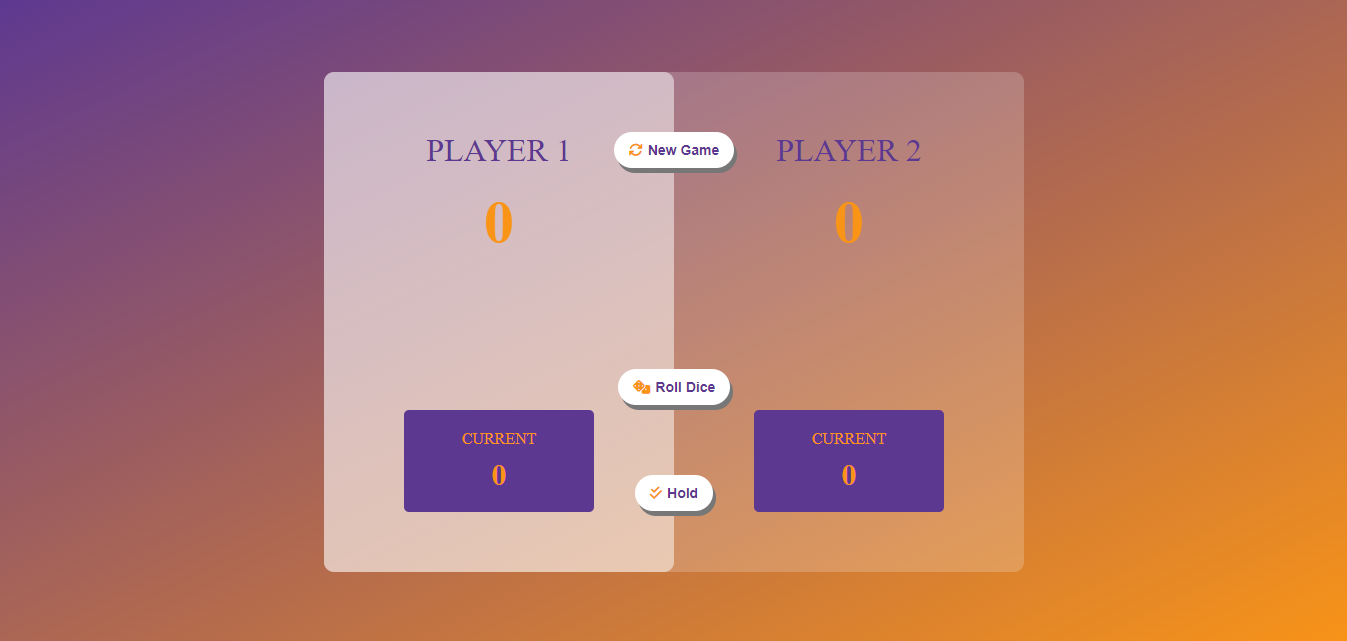 PLAYER 1
New Game
PLAYER 2
0
0
Roll Dice
CURRENT
0
CURRENT
0
Hold